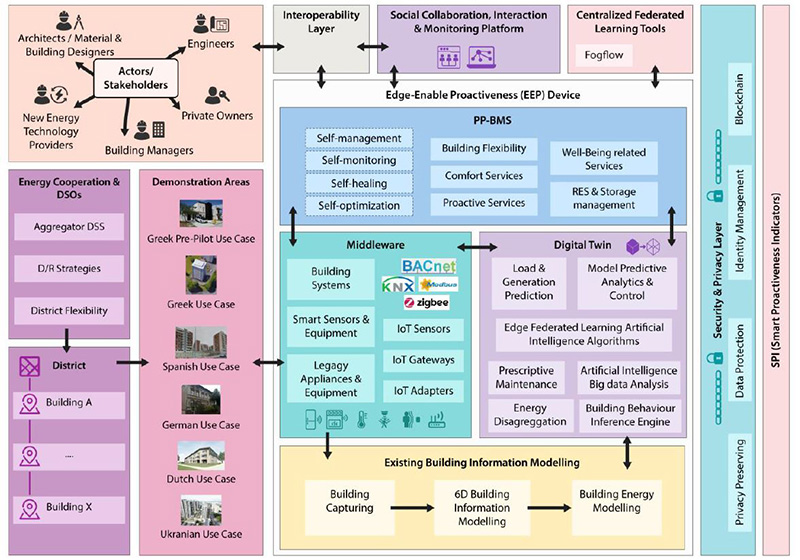 Architects / Material &
Building Designers
Engineers
Actors/
Stakeholders
New Energy
Technology
Providers
Private Owners
Building Managers
Interoperability
Layer
Social Collaboration, Interaction
& Monitoring Platform
Centralized Federated
Learning Tools
Fogflow
Edge-Enable Proactiveness (EEP) Device
PP-BMS
Self-management
Self-monitoring
Self-healing
Self-optimization
Building Flexibility
Comfort Services
Proactive Services
Well-Being related
Services
RES & Storage
management
Energy Cooperation &
DSOs
Aggregator DSS
D/R Strategies
District Flexibility
District
Building A
....
Building X
Demonstration Areas
Greek Pre-Pilot Use Case
Greek Use Case
Spanish Use Case
German Use Case
Dutch Use Case
Ukranian Use Case
Middleware
Building
Systems
Smart Sensors &
Equipment
Legagy
Appliances &
Equipment
BACnet
KNX
Modbus
zigbee
IoT Sensors
IoT Gateways
IoT Adapters
Digital Twin
Load &
Generation
Prediction
Model Predictive
Analytics &
Control
Edge Federated Learning Artificial
Intelligence Algorithms
Prescriptive
Maintenance
Artificial Intelligence
Big data Analysis
Energy
Disagreggation
Building Behaviour
Inference Engine
Existing Building Information Modelling
Building
Capturing
6D Building
Information
Modelling
Building Energy
Modelling
Security & Privacy Layer
Blockchain
Identity Management
Data Protection
Privacy Preserving
SPI (Smart Proactiveness Indicators)